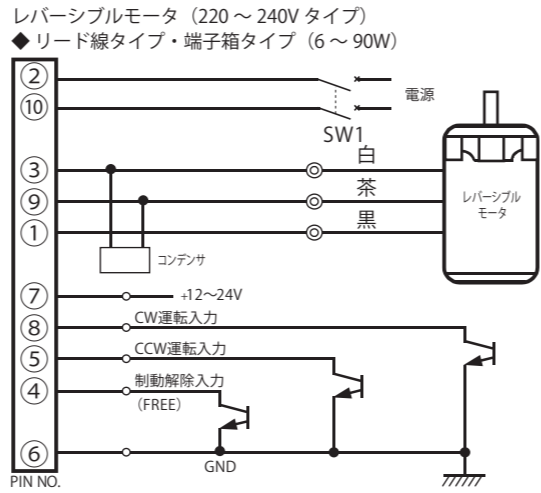 レバーシブルモータ（220 ～ 240V タイプ）
◆ リード線タイプ・端子箱タイプ（6 ～ 90W）
②
⑩
電源
SW1
③
白
⑨
茶
①
黒
レバーシブル
モータ
コンデンサ
⑦
+12～24V
⑧
CW運転入力
⑤
CCW運転入力
④
制動解除入力
（FREE）
⑥
GND
PIN NO.